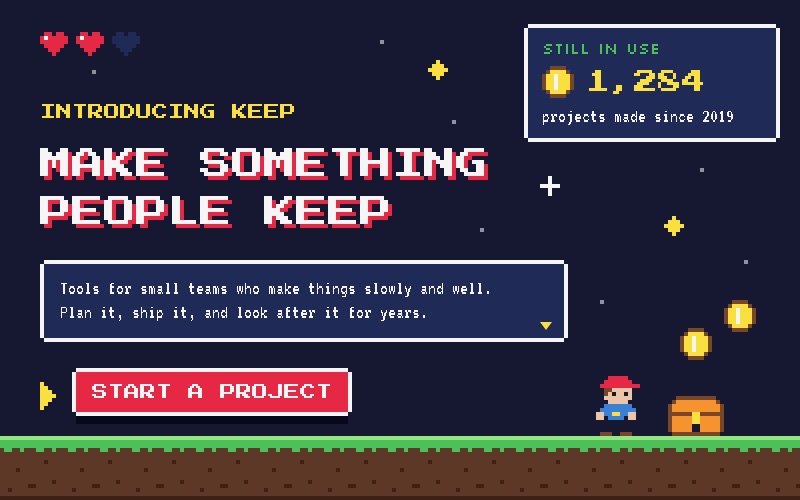 INTRODUCING KEEP
MAKE SOMETHING
PEOPLE KEEP
Tools for small teams who make things slowly and well.
Plan it, ship it, and look after it for years.
START A PROJECT
STILL IN USE
1,284
projects made since 2019